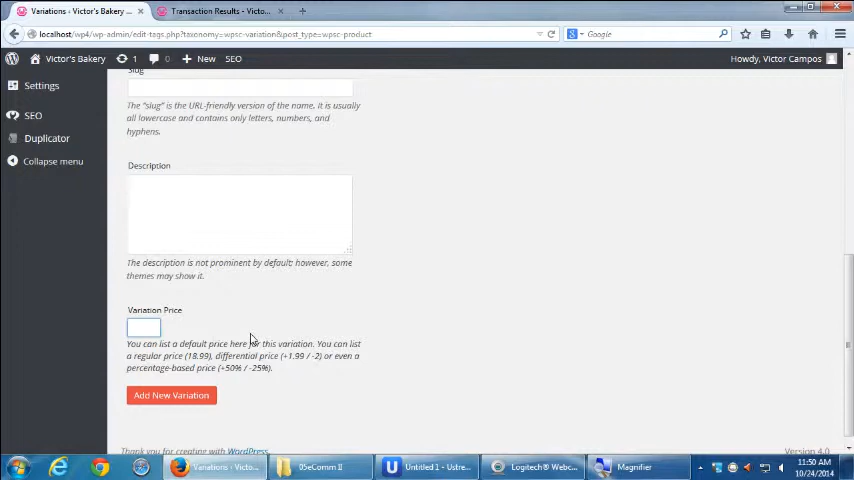 Variations ‹ Victor's Bakery ...
Transaction Results - Victo...
localhost/wp4/wp-admin/edit-tags.php?taxonomy=wpsc-variation&post_type=wpsc-product
Google
Victor's Bakery
1
0
+ New
SEO
Howdy, Victor Campos
Settings
SEO
Duplicator
Collapse menu
Slug
The "slug" is the URL-friendly version of the name. It is usually
all lowercase and contains only letters, numbers, and
hyphens.
Description
The description is not prominent by default; however, some
themes may show it.
Variation Price
You can list a default price here for this variation. You can list
a regular price (18.99), differential price (+1.99 / -2) or even a
percentage-based price (+50% / -25%).
Add New Variation
Thank you for creating with WordPress.
Version 4.0
Variations ‹ Victo...
05eComm II
Untitled 1 - Ustre...
Logitech® Webc...
Magnifier
11:50 AM
10/24/2014